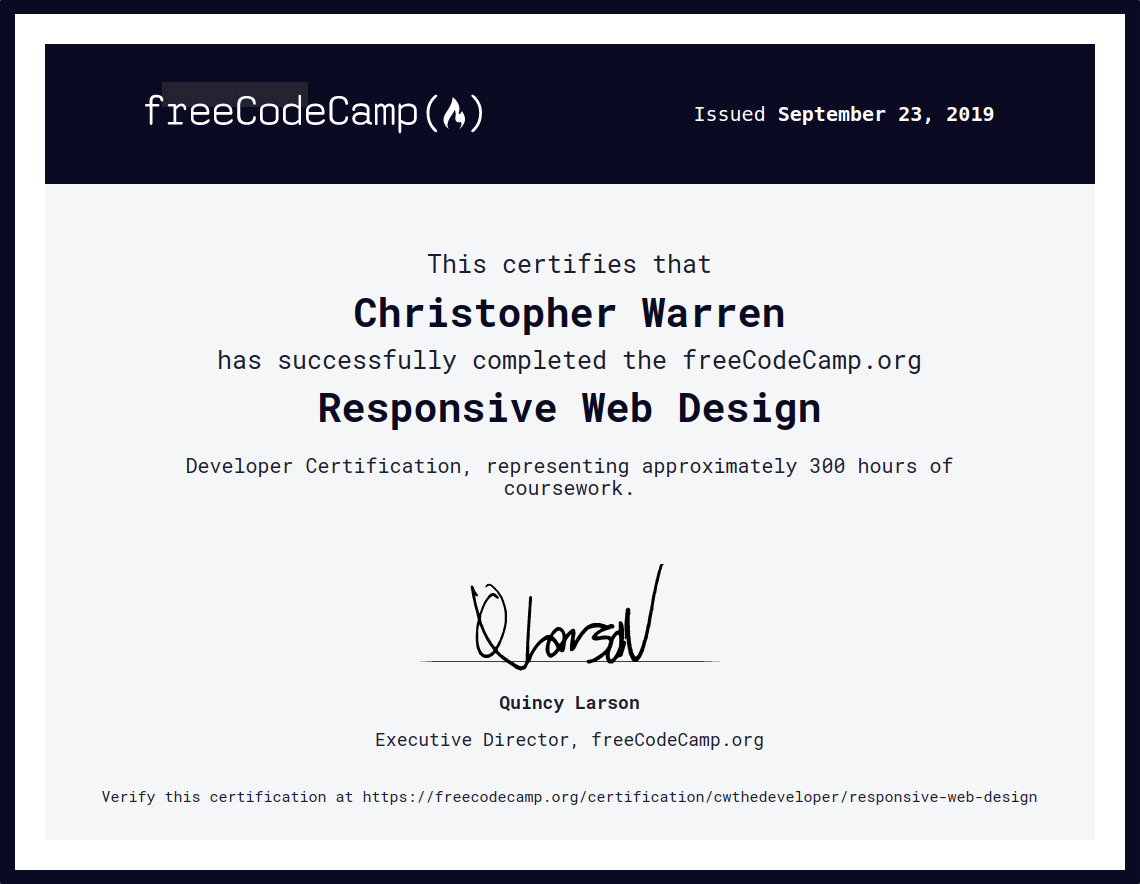 freeCodeCamp(🔥)
Issued September 23, 2019
This certifies that
Christopher Warren
has successfully completed the freeCodeCamp.org
Responsive Web Design
Developer Certification, representing approximately 300 hours of
coursework.
Q Larson
Quincy Larson
Executive Director, freeCodeCamp.org
Verify this certification at https://freecodecamp.org/certification/cwthedeveloper/responsive-web-design